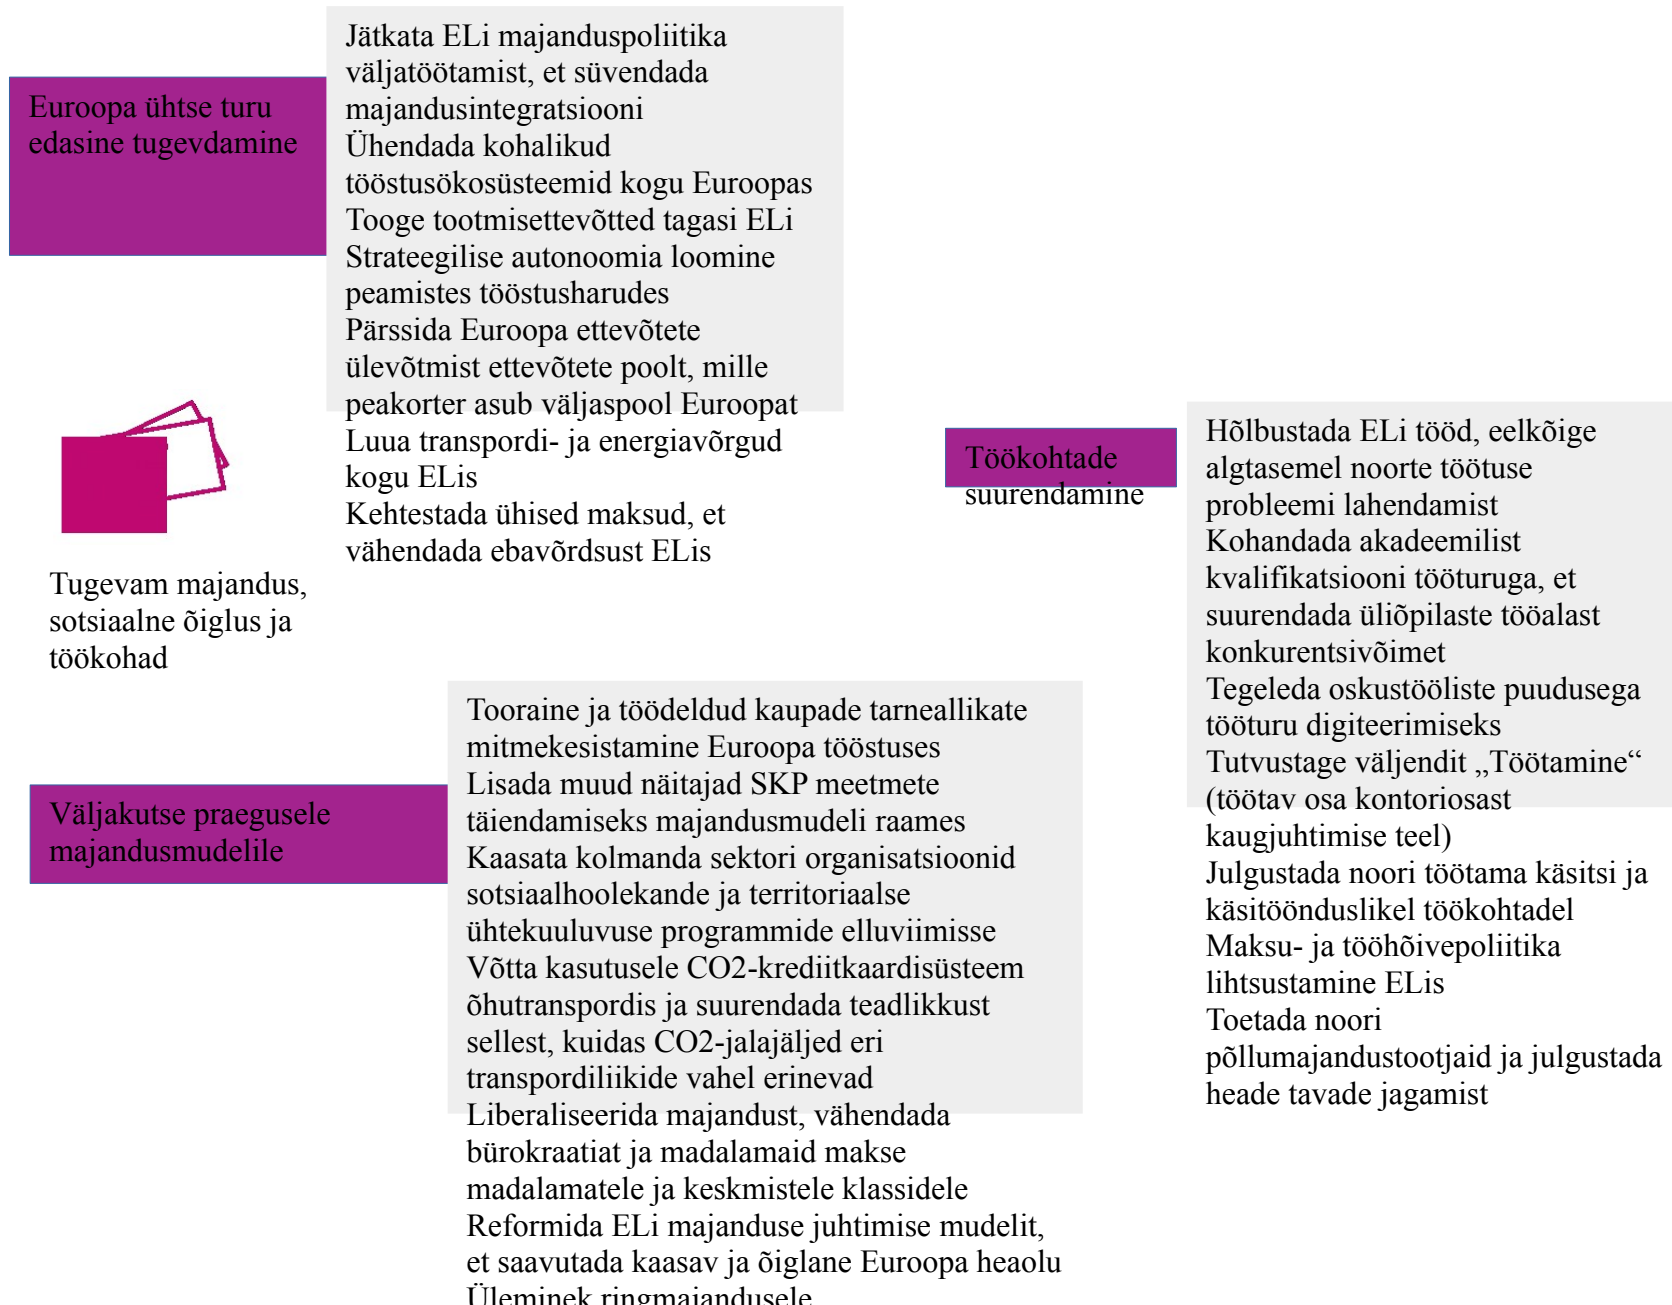 Euroopa ühtse turu
edasine tugevdamine
Jätkata ELi majanduspoliitika
väljatöötamist, et süvendada
majandusintegratsiooni
Ühendada kohalikud
tööstusökosüsteemid kogu Euroopas
Tooge tootmisettevõtted tagasi ELi
Strateegilise autonoomia loomine
peamistes tööstusharudes
Pärssida Euroopa ettevõtete
ülevõtmist ettevõtete poolt, mille
peakorter asub väljaspool Euroopat
Luua transpordi- ja energiavõrgud
kogu ELis
Kehtestada ühised maksud, et
vähendada ebavõrdsust ELis
Tugevam majandus,
sotsiaalne õiglus ja
töökohad
Töökohtade
suurendamine
Hõlbustada ELi tööd, eelkõige
algtasemel noorte töötuse
probleemi lahendamist
Kohandada akadeemilist
kvalifikatsiooni tööturuga, et
suurendada üliõpilaste tööalast
konkurentsivõimet
Tegeleda oskustööliste puudusega
tööturu digiteerimiseks
Tutvustage väljendit „Töötamine“
(töötav osa kontoriosast
kaugjuhtimise teel)
Julgustada noori töötama käsitsi ja
käsitöönduslikel töökohtadel
Maksu- ja tööhõivepoliitika
lihtsustamine ELis
Toetada noori
põllumajandustootjaid ja julgustada
heade tavade jagamist
Väljakutse praegusele
majandusmudelile
Tooraine ja töödeldud kaupade tarneallikate
mitmekesistamine Euroopa tööstuses
Lisada muud näitajad SKP meetmete
täiendamiseks majandusmudeli raames
Kaasata kolmanda sektori organisatsioonid
sotsiaalhoolekande ja territoriaalse
ühtekuuluvuse programmide elluviimisse
Võtta kasutusele CO2-krediitkaardisüsteem
õhutranspordis ja suurendada teadlikkust
sellest, kuidas CO2-jalajäljed eri
transpordiliikide vahel erinevad
Liberaliseerida majandust, vähendada
bürokraatiat ja madalamaid makse
madalamatele ja keskmistele klassidele
Reformida ELi majanduse juhtimise mudelit,
et saavutada kaasav ja õiglane Euroopa heaolu
Üleminek ringmajandusele